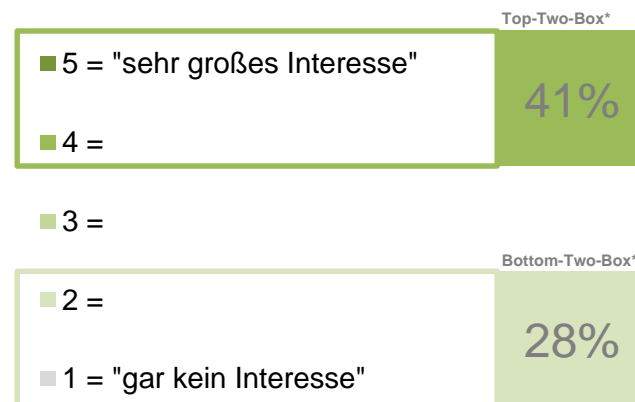 Top-Two-Box*
5 = "sehr großes Interesse"
41%
4 =
3 =
Bottom-Two-Box*
2 =
28%
1 = "gar kein Interesse"